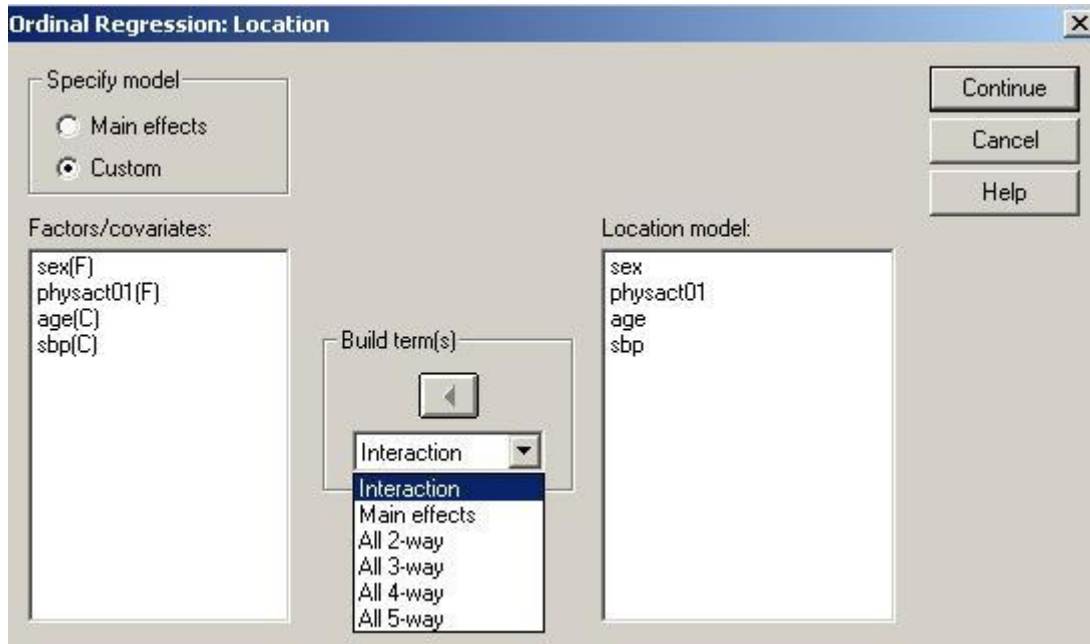 Ordinal Regression: Location
Specify model
Main effects
Custom
Continue
Cancel
Help
Factors/covariates:
sex(F)
physact01(F)
age(C)
sbp(C)
Build term(s)
Interaction
Interaction
Main effects
All 2-way
All 3-way
All 4-way
All 5-way
Location model:
sex
physact01
age
sbp